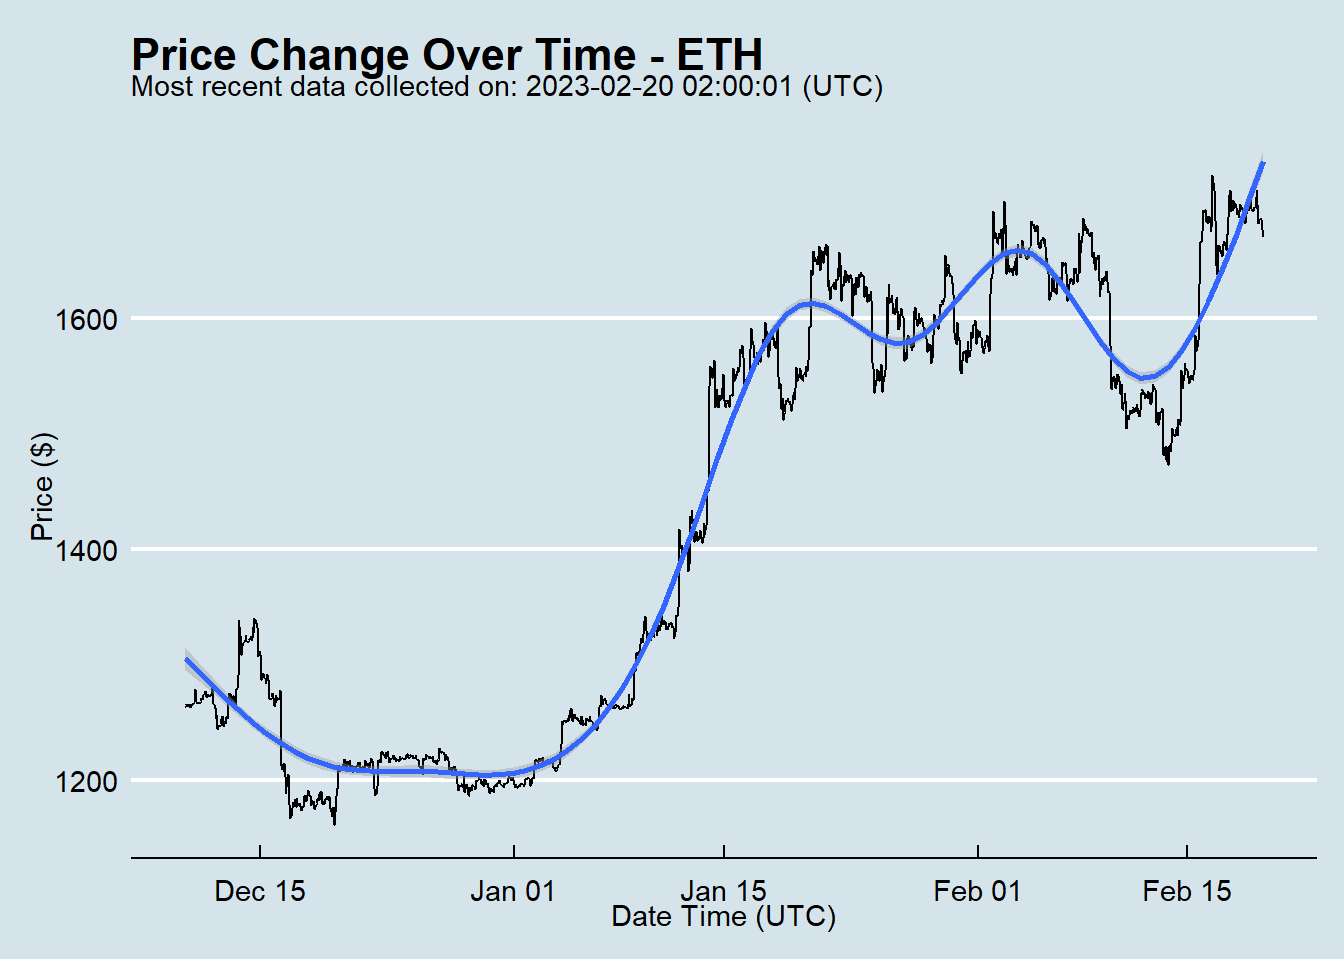 Price Change Over Time - ETH
Most recent data collected on: 2023-02-20 02:00:01 (UTC)
Price ($)
1600
1400
1200
Dec 15
Jan 01
Jan 15
Feb 01
Feb 15
Date Time (UTC)